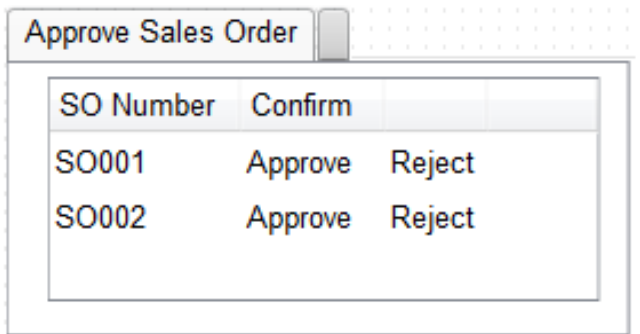 Approve Sales Order
SO Number Confirm
SO001 Approve Reject
SO002 Approve Reject